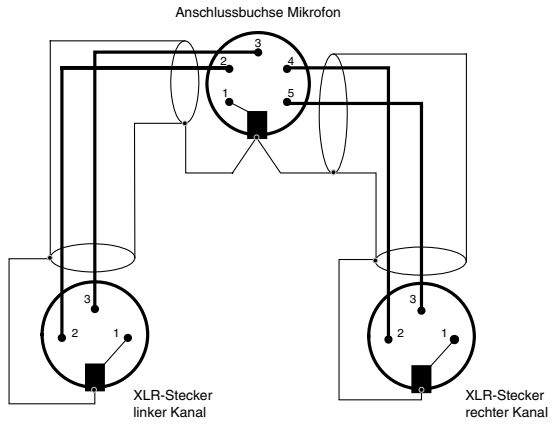 Anschlussbuchse Mikrofon
3
2
4
1
5
3
2
1
3
2
1
XLR-Stecker
linker Kanal
XLR-Stecker
rechter Kanal